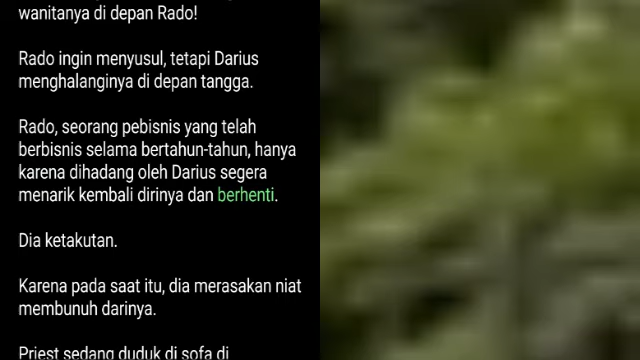 wanitanya di depan Rado!
Rado ingin menyusul, tetapi Darius
menghalanginya di depan tangga.
Rado, seorang pebisnis yang telah
berbisnis selama bertahun-tahun, hanya
karena dihadang oleh Darius segera
menarik kembali dirinya dan berhenti.
Dia ketakutan.
Karena pada saat itu, dia merasakan niat
membunuh darinya.
Priest sedang duduk di sofa di